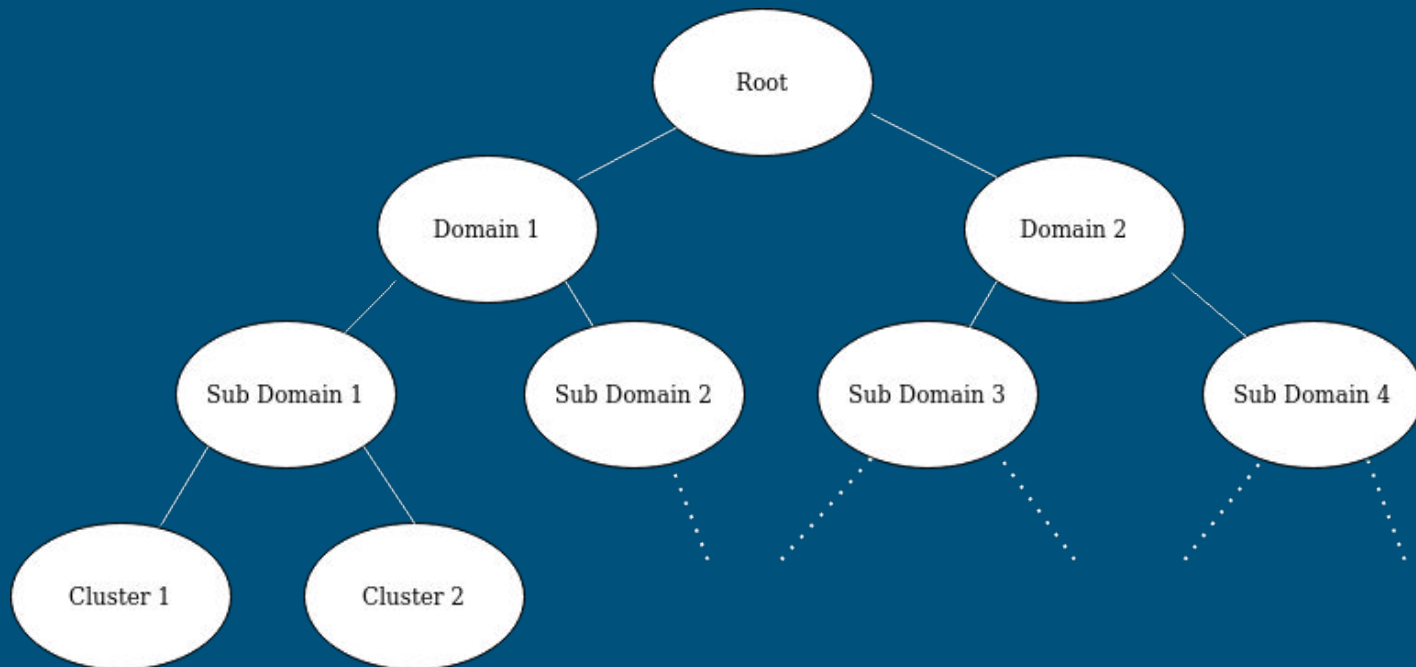 Root
Domain 1
Domain 2
Sub Domain 1
Sub Domain 2
Sub Domain 3
Sub Domain 4
Cluster 1
Cluster 2